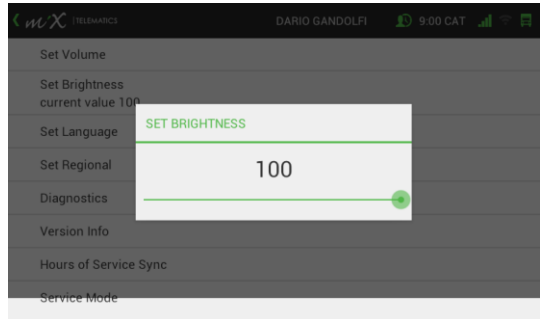 mix TELEMATICS DARIO GANDOLFI 9:00 CAT
Set Volume
Set Brightness
current value 100
SET BRIGHTNESS
100
Set Language
Set Regional
Diagnostics
Version Info
Hours of Service Sync
Service Mode